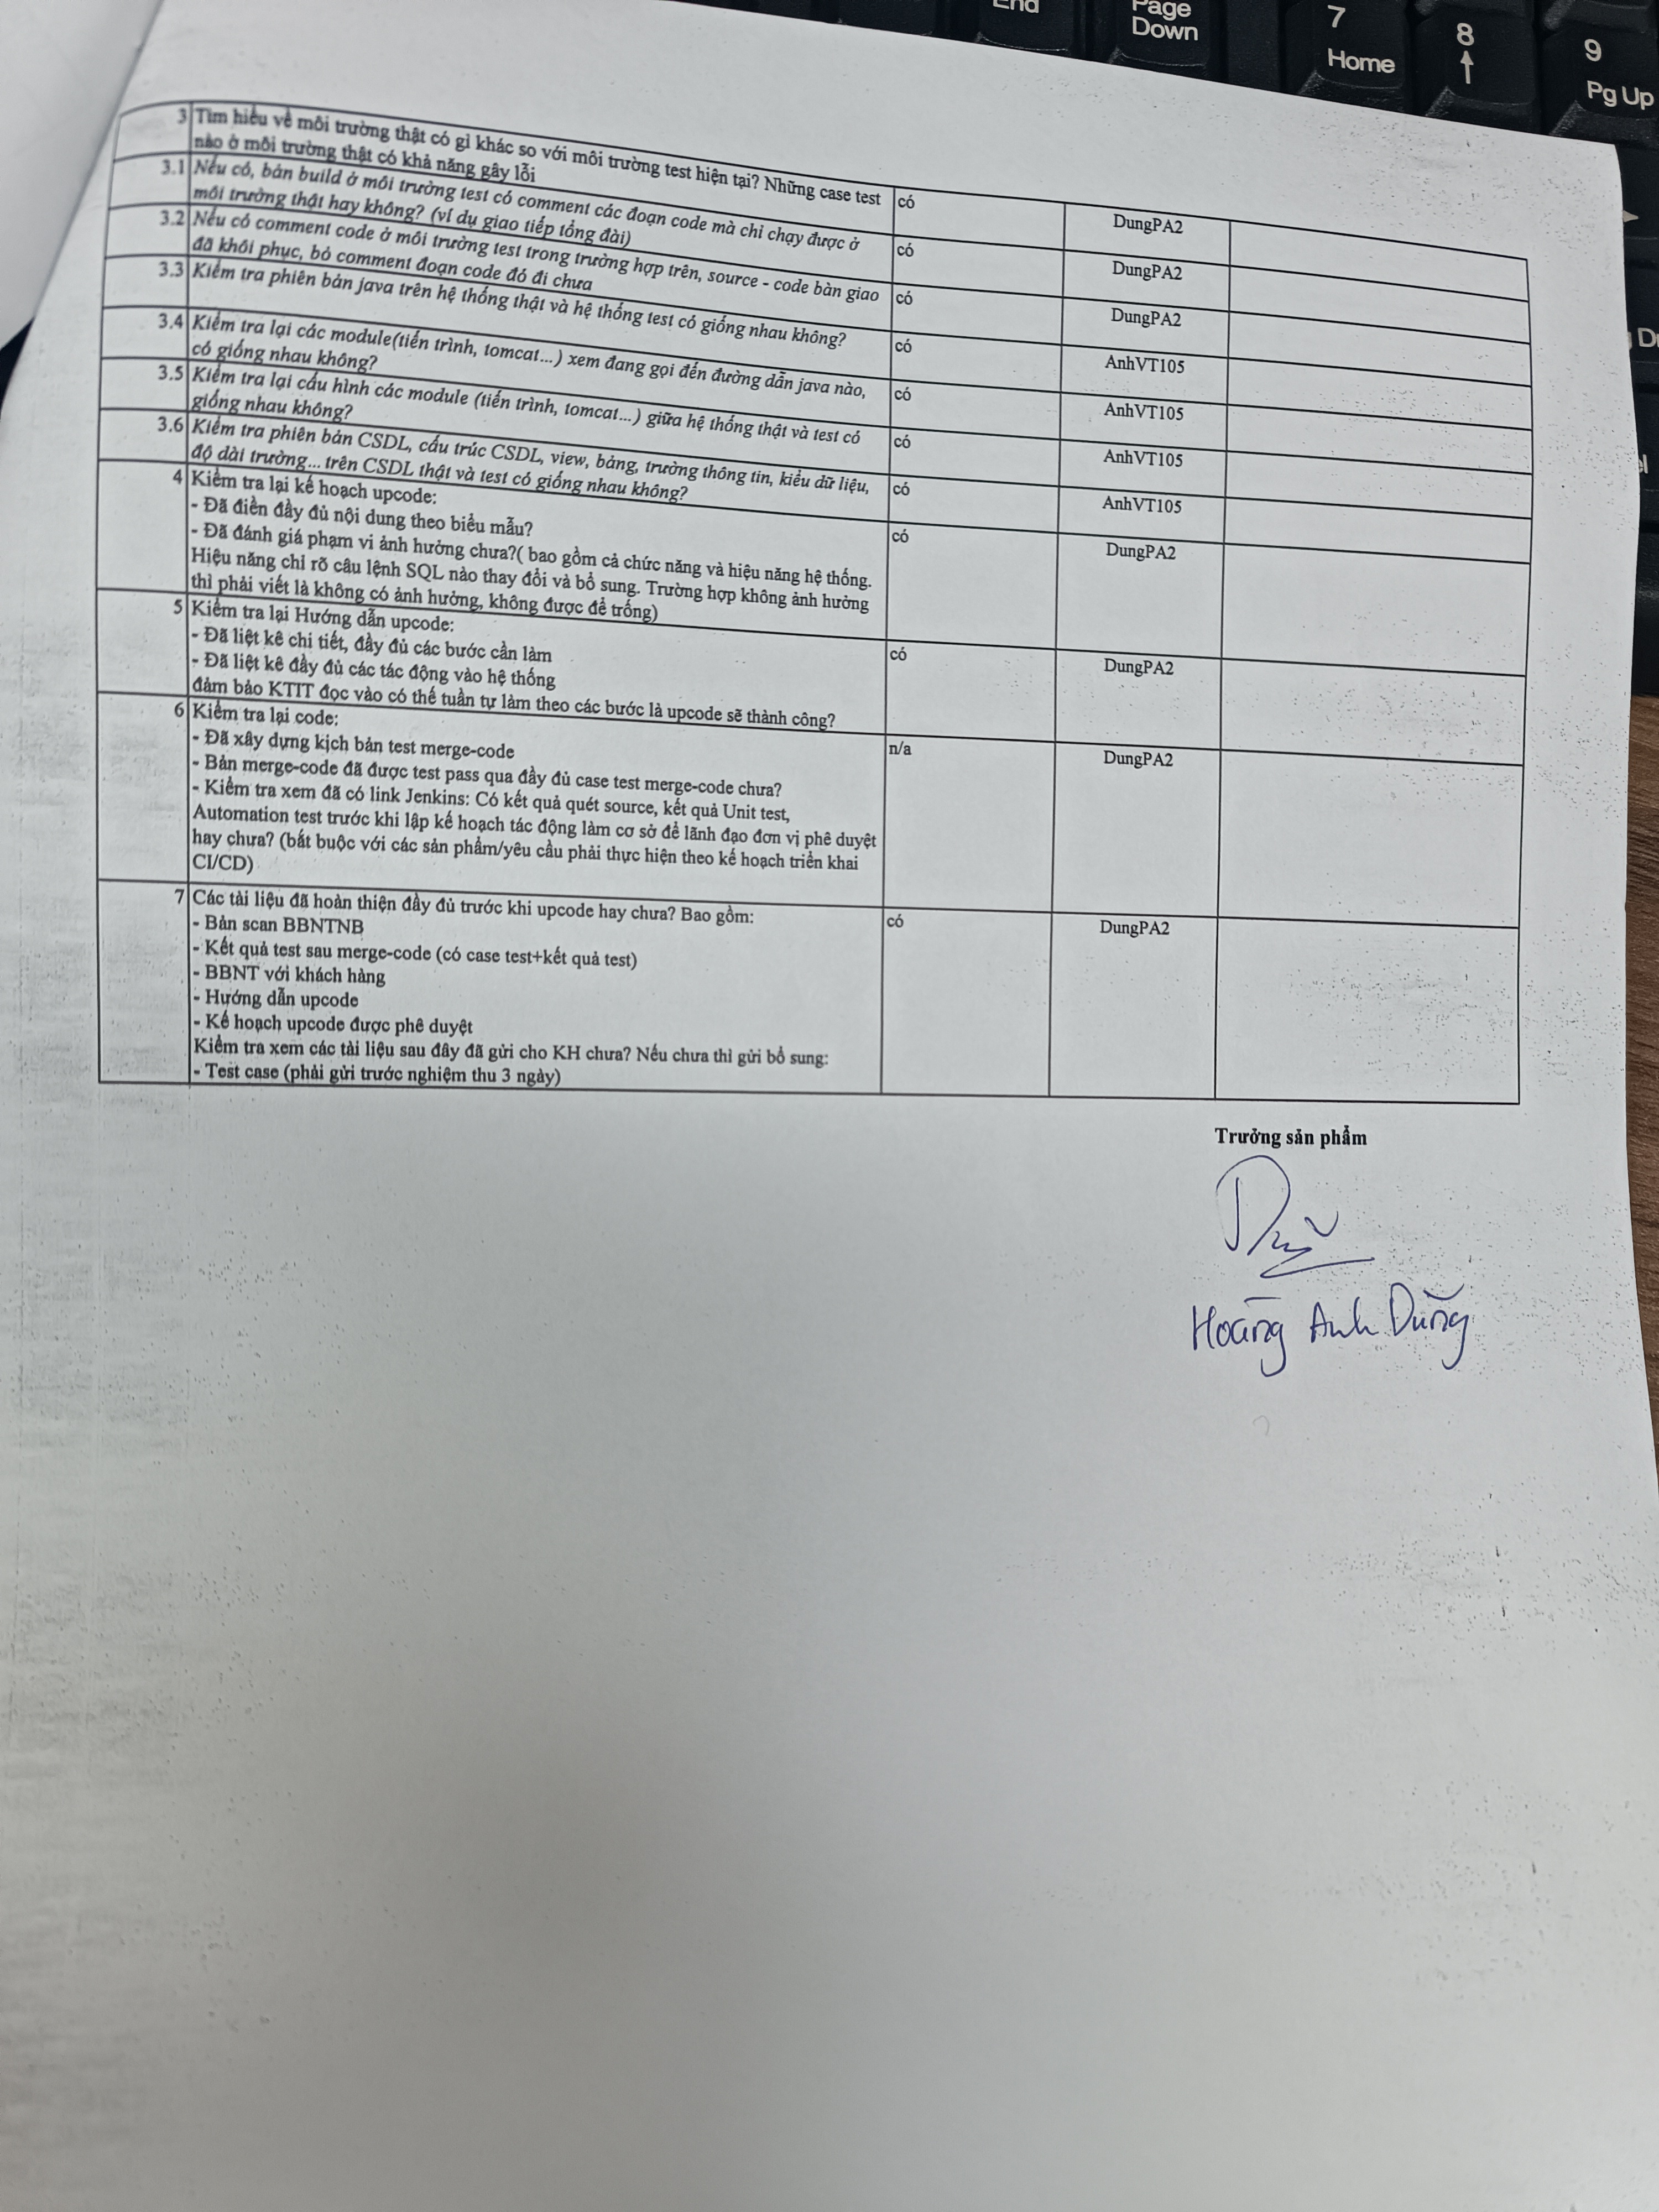 End
Page
Down
7
Home
8
9
Pg Up
3 Tìm hiểu về môi trường thật có gì khác so với môi trường test hiện tại? Những case test
nào ở môi trường thật có khả năng gây lỗi
có
DungPA2
3.1 Nếu có, bản build ở môi trường test có comment các đoạn code mà chỉ chạy được ở
môi trường thật hay không? (ví dụ giao tiếp tổng đài)
có
DungPA2
3.2 Nếu có comment code ở môi trường test trong trường hợp trên, source - code bàn giao
đã khôi phục, bỏ comment đoạn code đó đi chưa
có
DungPA2
3.3 Kiểm tra phiên bản java trên hệ thống thật và hệ thống test có giống nhau không?
có
AnhVT105
3.4 Kiểm tra lại các module(tiến trình, tomcat...) xem đang gọi đến đường dẫn java nào,
có giống nhau không?
có
AnhVT105
3.5 Kiểm tra lại cấu hình các module (tiến trình, tomcat...) giữa hệ thống thật và test có
giống nhau không?
có
AnhVT105
3.6 Kiểm tra phiên bản CSDL, cấu trúc CSDL, view, bảng, trường thông tin, kiểu dữ liệu,
độ dài trường... trên CSDL thật và test có giống nhau không?
có
AnhVT105
4 Kiểm tra lại kế hoạch upcode:
- Đã điền đầy đủ nội dung theo biểu mẫu?
- Đã đánh giá phạm vi ảnh hưởng chưa?( bao gồm cả chức năng và hiệu năng hệ thống.
Hiệu năng chỉ rõ câu lệnh SQL nào thay đổi và bổ sung. Trường hợp không ảnh hưởng
thì phải viết là không có ảnh hưởng, không được để trống)
có
DungPA2
5 Kiểm tra lại Hướng dẫn upcode:
- Đã liệt kê chi tiết, đầy đủ các bước cần làm
- Đã liệt kê đầy đủ các tác động vào hệ thống
đảm bảo KTIT đọc vào có thể tuần tự làm theo các bước là upcode sẽ thành công?
có
DungPA2
6 Kiểm tra lại code:
- Đã xây dựng kịch bản test merge-code
- Bản merge-code đã được test pass qua đầy đủ case test merge-code chưa?
- Kiểm tra xem đã có link Jenkins: Có kết quả quét source, kết quả Unit test,
Automation test trước khi lập kế hoạch tác động làm cơ sở để lãnh đạo đơn vị phê duyệt
hay chưa? (bắt buộc với các sản phẩm/yêu cầu phải thực hiện theo kế hoạch triển khai
CI/CD)
n/a
DungPA2
7 Các tài liệu đã hoàn thiện đầy đủ trước khi upcode hay chưa? Bao gồm:
- Bản scan BBNTNB
- Kết quả test sau merge-code (có case test+kết quả test)
- BBNT với khách hàng
- Hướng dẫn upcode
- Kế hoạch upcode được phê duyệt
Kiểm tra xem các tài liệu sau đây đã gửi cho KH chưa? Nếu chưa thì gửi bổ sung:
- Test case (phải gửi trước nghiệm thu 3 ngày)
có
DungPA2
Trưởng sản phẩm
Hoàng Anh Dũng